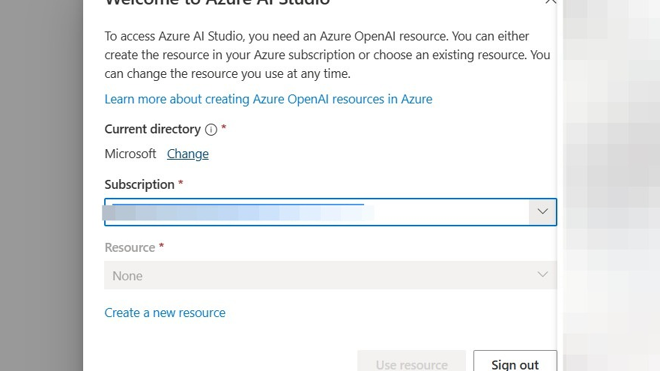 Welcome to Azure AI Studio
To access Azure AI Studio, you need an Azure OpenAI resource. You can either
create the resource in your Azure subscription or choose an existing resource. You
can change the resource you use at any time.
Learn more about creating Azure OpenAI resources in Azure
Current directory *
Microsoft Change
Subscription *
Resource *
None
Create a new resource
Use resource Sign out